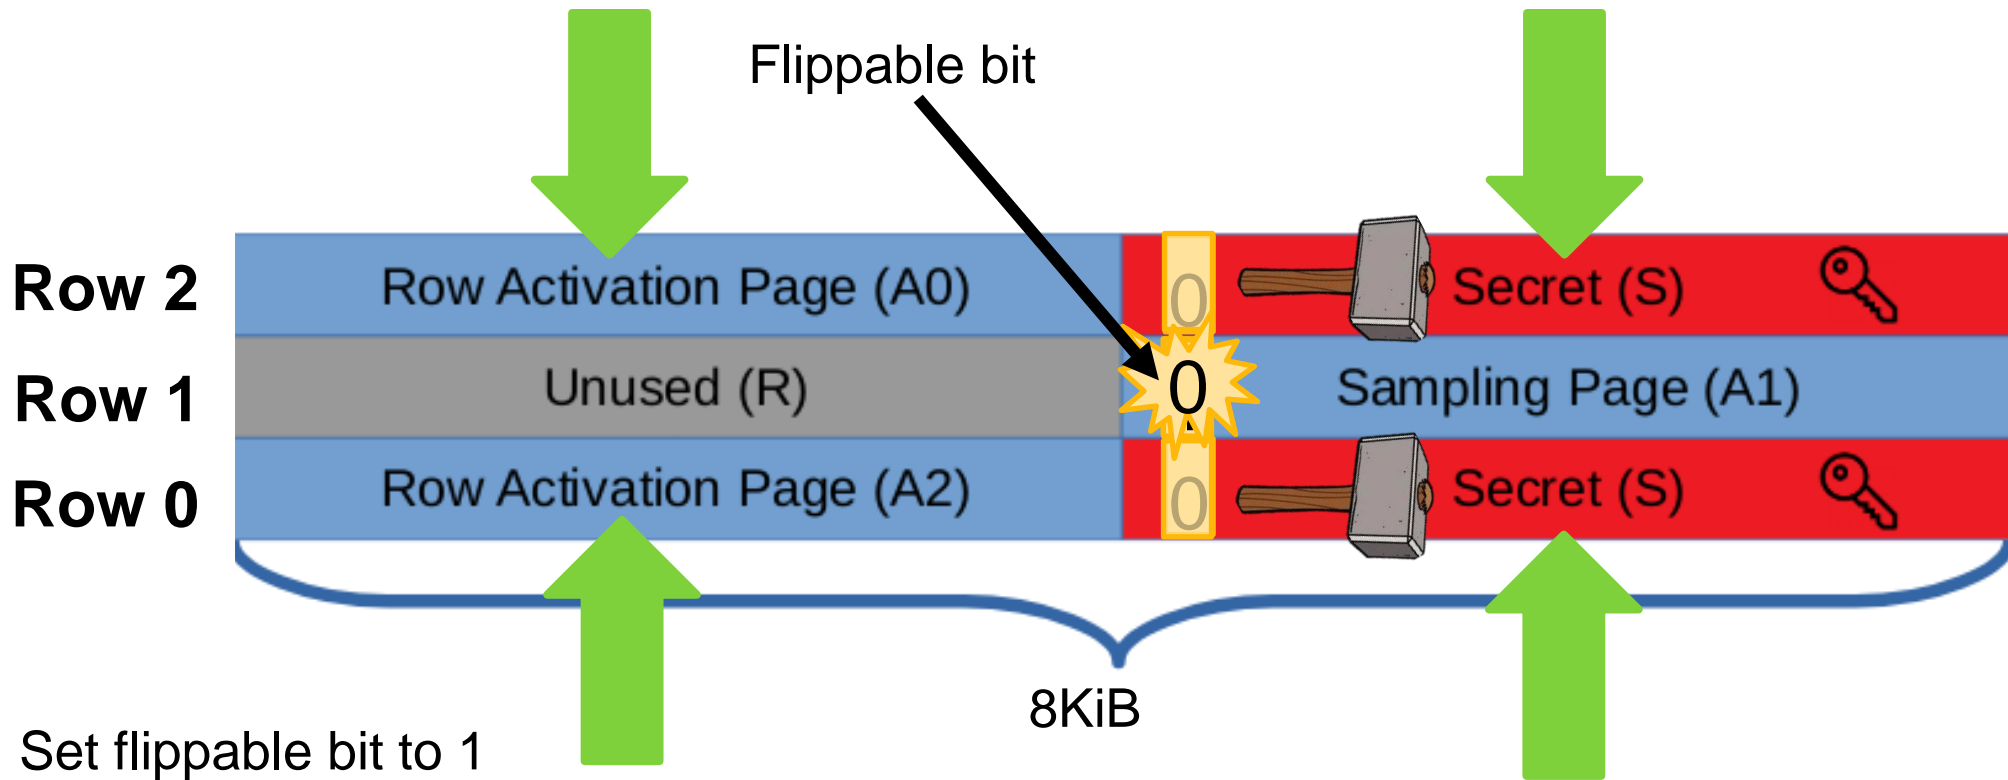 Flippable bit
Row 2 Row Activation Page (A0) 0 Secret (S)
Row 1 Unused (R) 0 Sampling Page (A1)
Row 0 Row Activation Page (A2) 0 Secret (S)
8KiB
Set flippable bit to 1